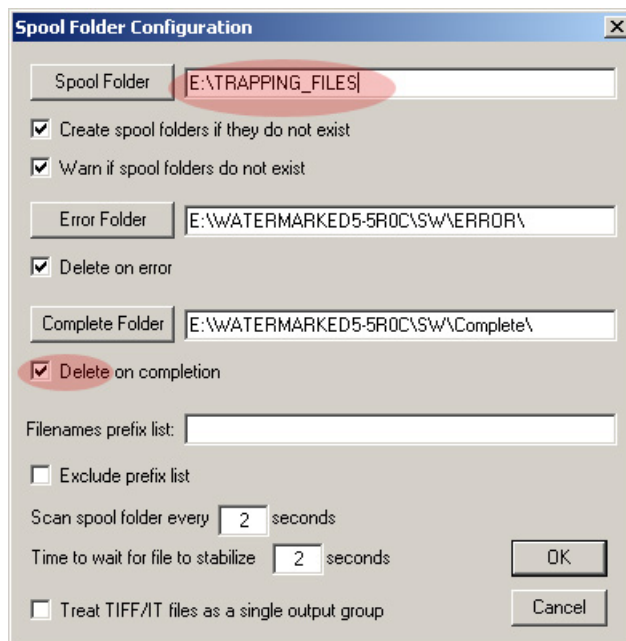 Spool Folder Configuration
Spool Folder E:\TRAPPING_FILES
Create spool folders if they do not exist
Warn if spool folders do not exist
Error Folder E:\WATERMARKED5-5R0C\SW\ERROR\
Delete on error
Complete Folder E:\WATERMARKED5-5R0C\SW\Complete\
Delete on completion
Filenames prefix list:
Exclude prefix list
Scan spool folder every 2 seconds
Time to wait for file to stabilize 2 seconds
OK
Treat TIFF/IT files as a single output group
Cancel